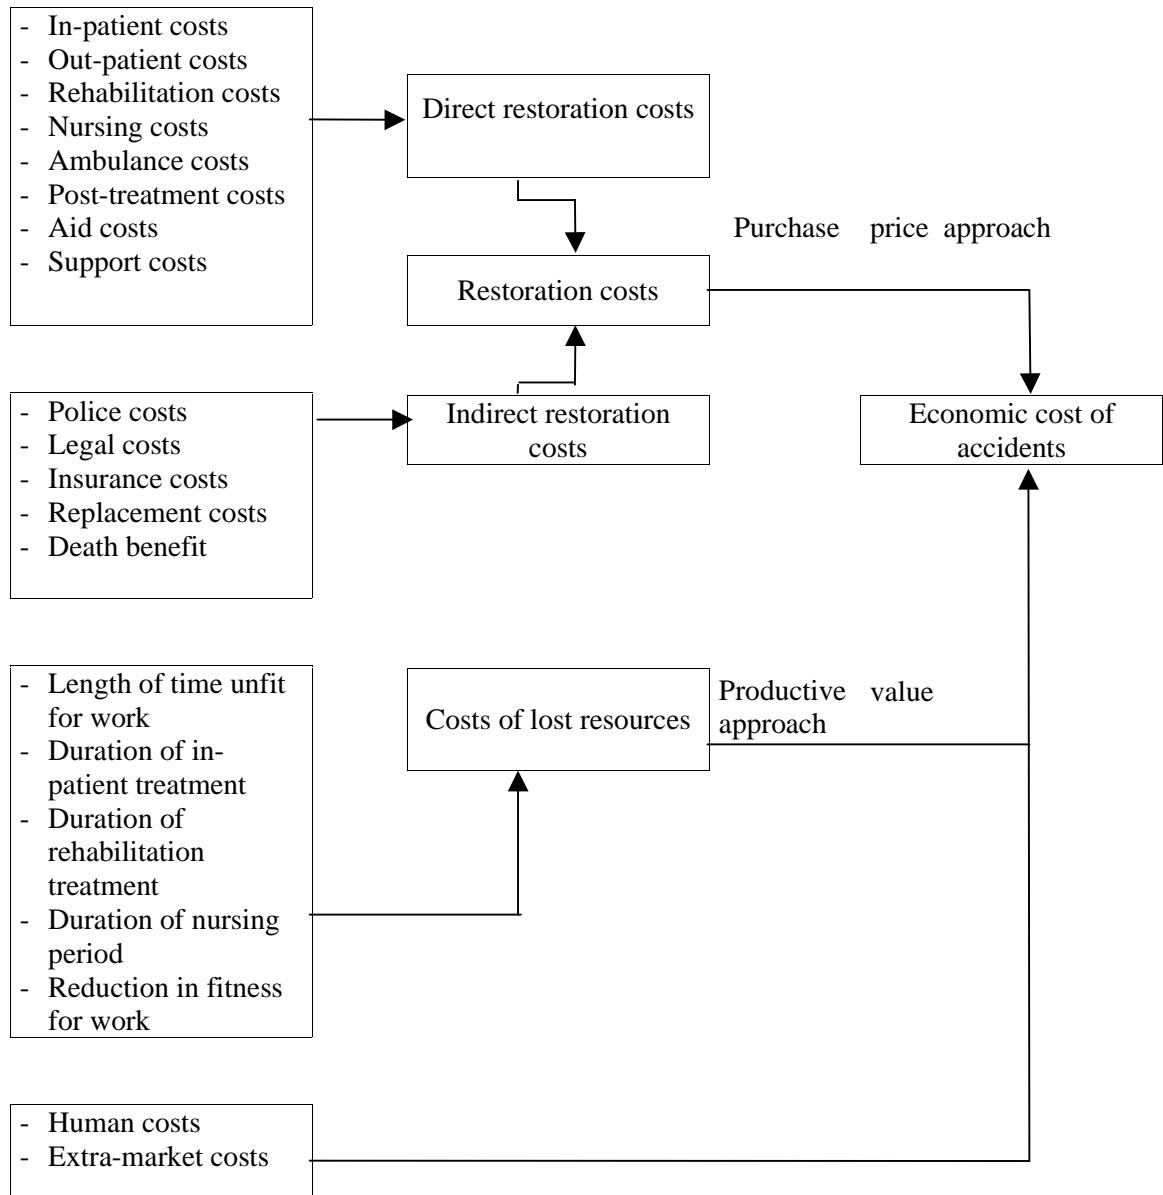 - In-patient costs
- Out-patient costs
- Rehabilitation costs
- Nursing costs
- Ambulance costs
- Post-treatment costs
- Aid costs
- Support costs
Direct restoration costs
Purchase price approach
Restoration costs
- Police costs
- Legal costs
- Insurance costs
- Replacement costs
- Death benefit
Indirect restoration
costs
Economic cost of
accidents
- Length of time unfit
for work
- Duration of in-
patient treatment
- Duration of
rehabilitation
treatment
- Duration of nursing
period
- Reduction in fitness
for work
Costs of lost resources
Productive value
approach
- Human costs
- Extra-market costs